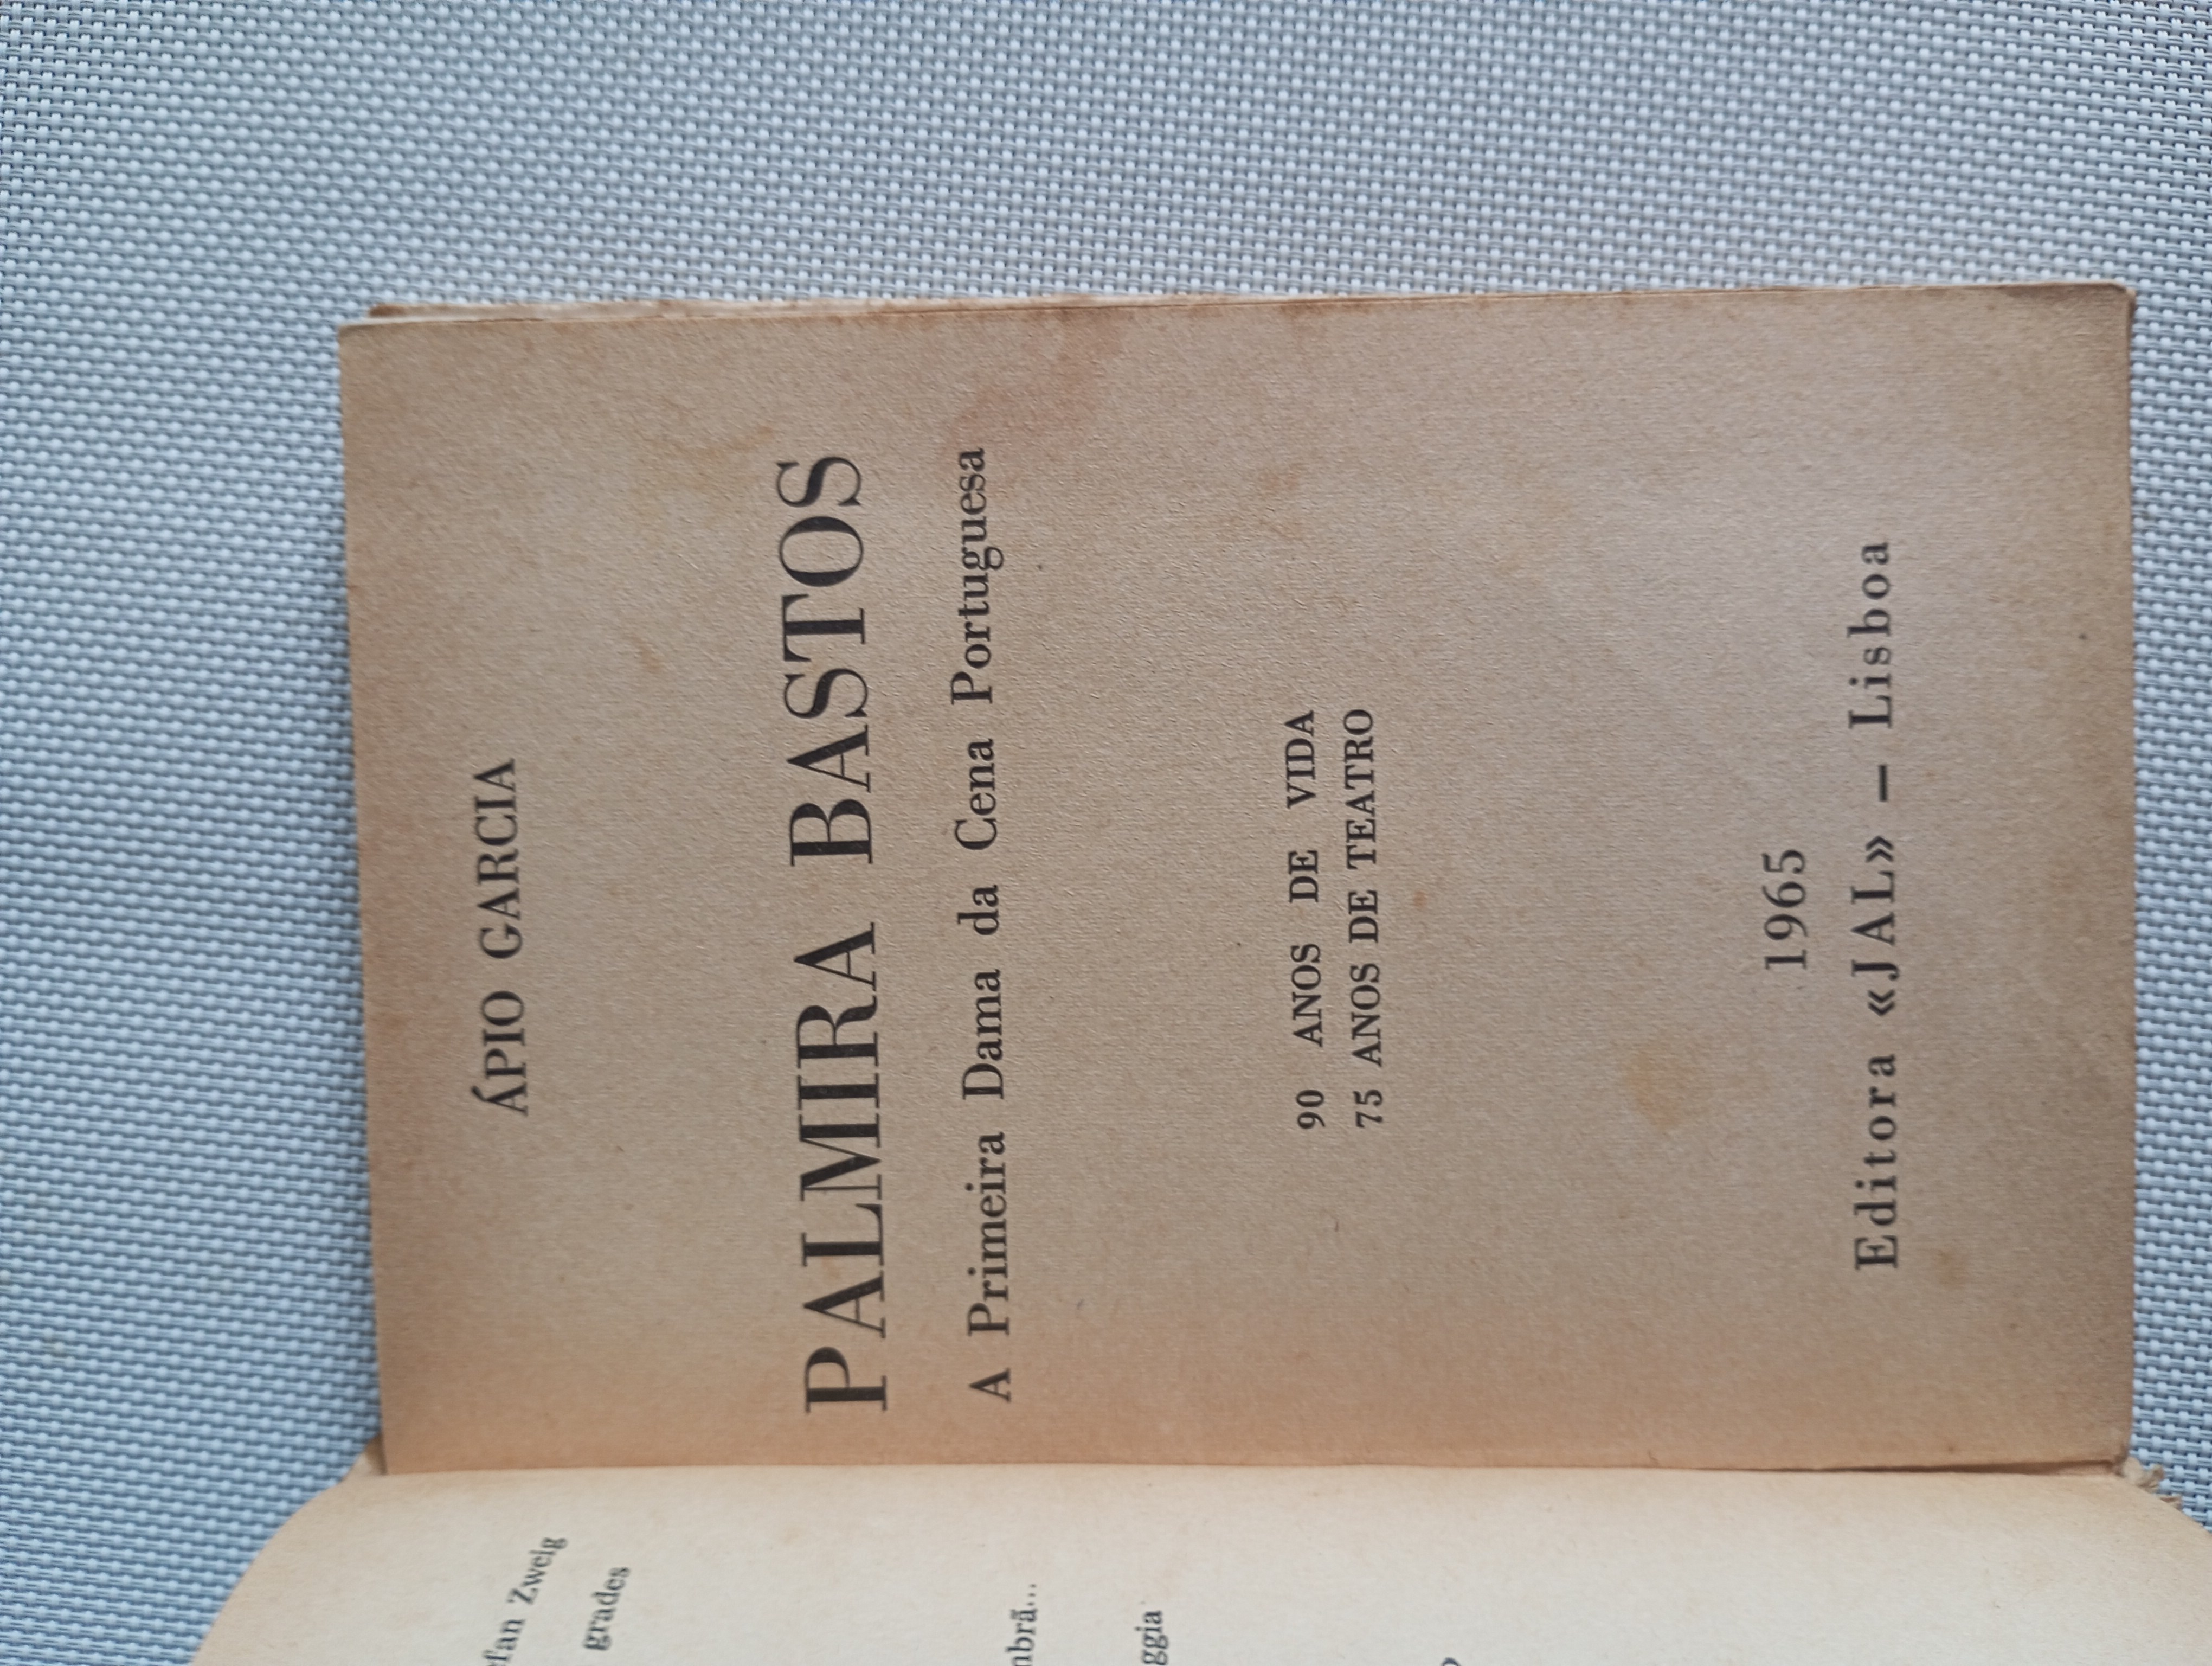 ÁPIO GARCIA
PALMIRA BASTOS
A Primeira Dama da Cena Portuguesa
90 ANOS DE VIDA
75 ANOS DE TEATRO
1965
Editora «JAL» — Lisboa
Zweig
grades